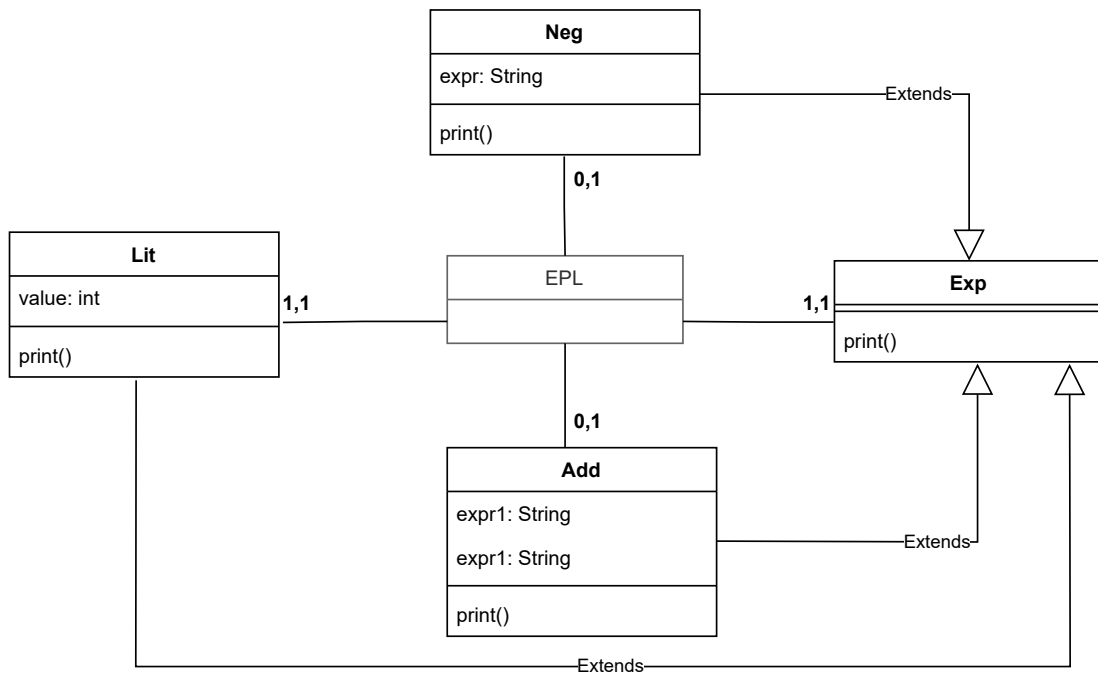 Neg
expr: String
print()
Extends
0,1
Lit
value: int
print()
1,1
EPL
1,1
Exp
print()
0,1
Add
expr1: String
expr1: String
print()
Extends
Extends